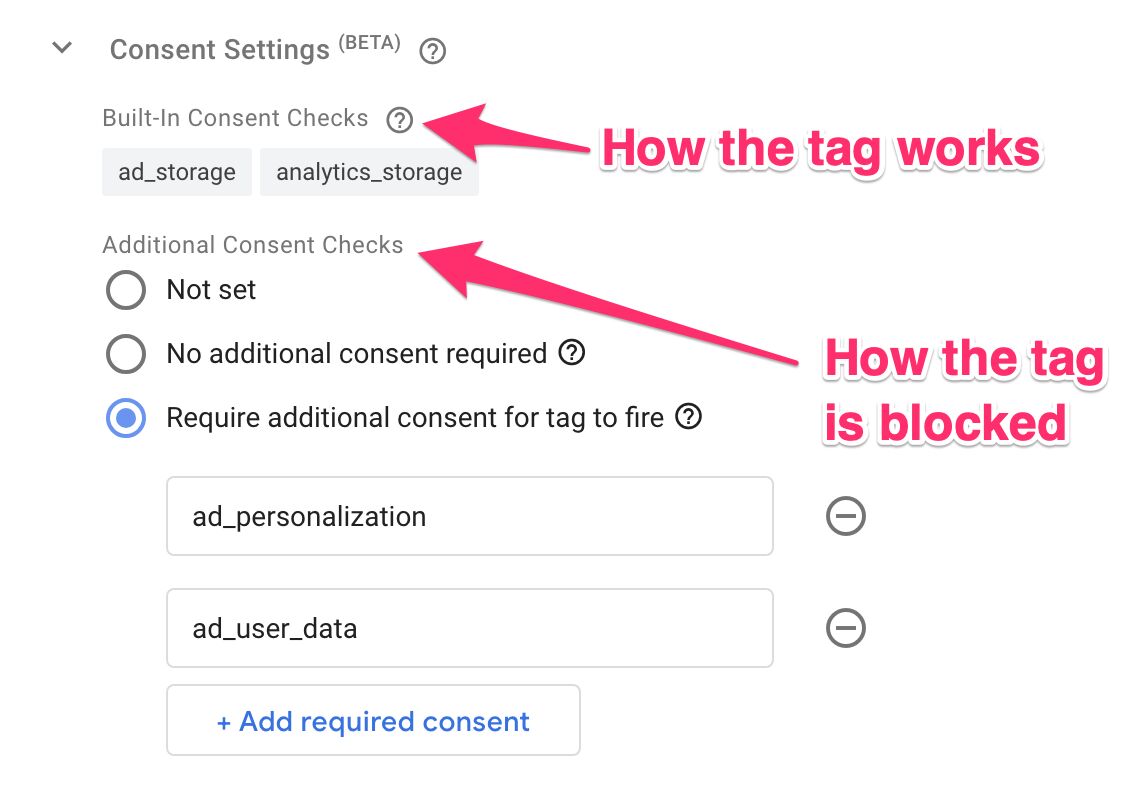 Consent Settings (BETA)
Built-In Consent Checks
How the tag works
ad_storage analytics_storage
Additional Consent Checks
Not set
No additional consent required
How the tag
is blocked
Require additional consent for tag to fire
ad_personalization
ad_user_data
+ Add required consent